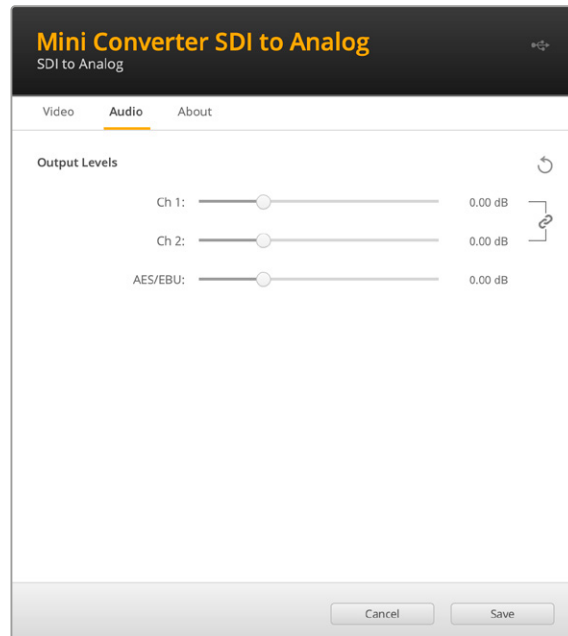 Mini Converter SDI to Analog
SDI to Analog
Video Audio About
Output Levels
Ch 1: 0.00 dB
Ch 2: 0.00 dB
AES/EBU: 0.00 dB
Cancel Save